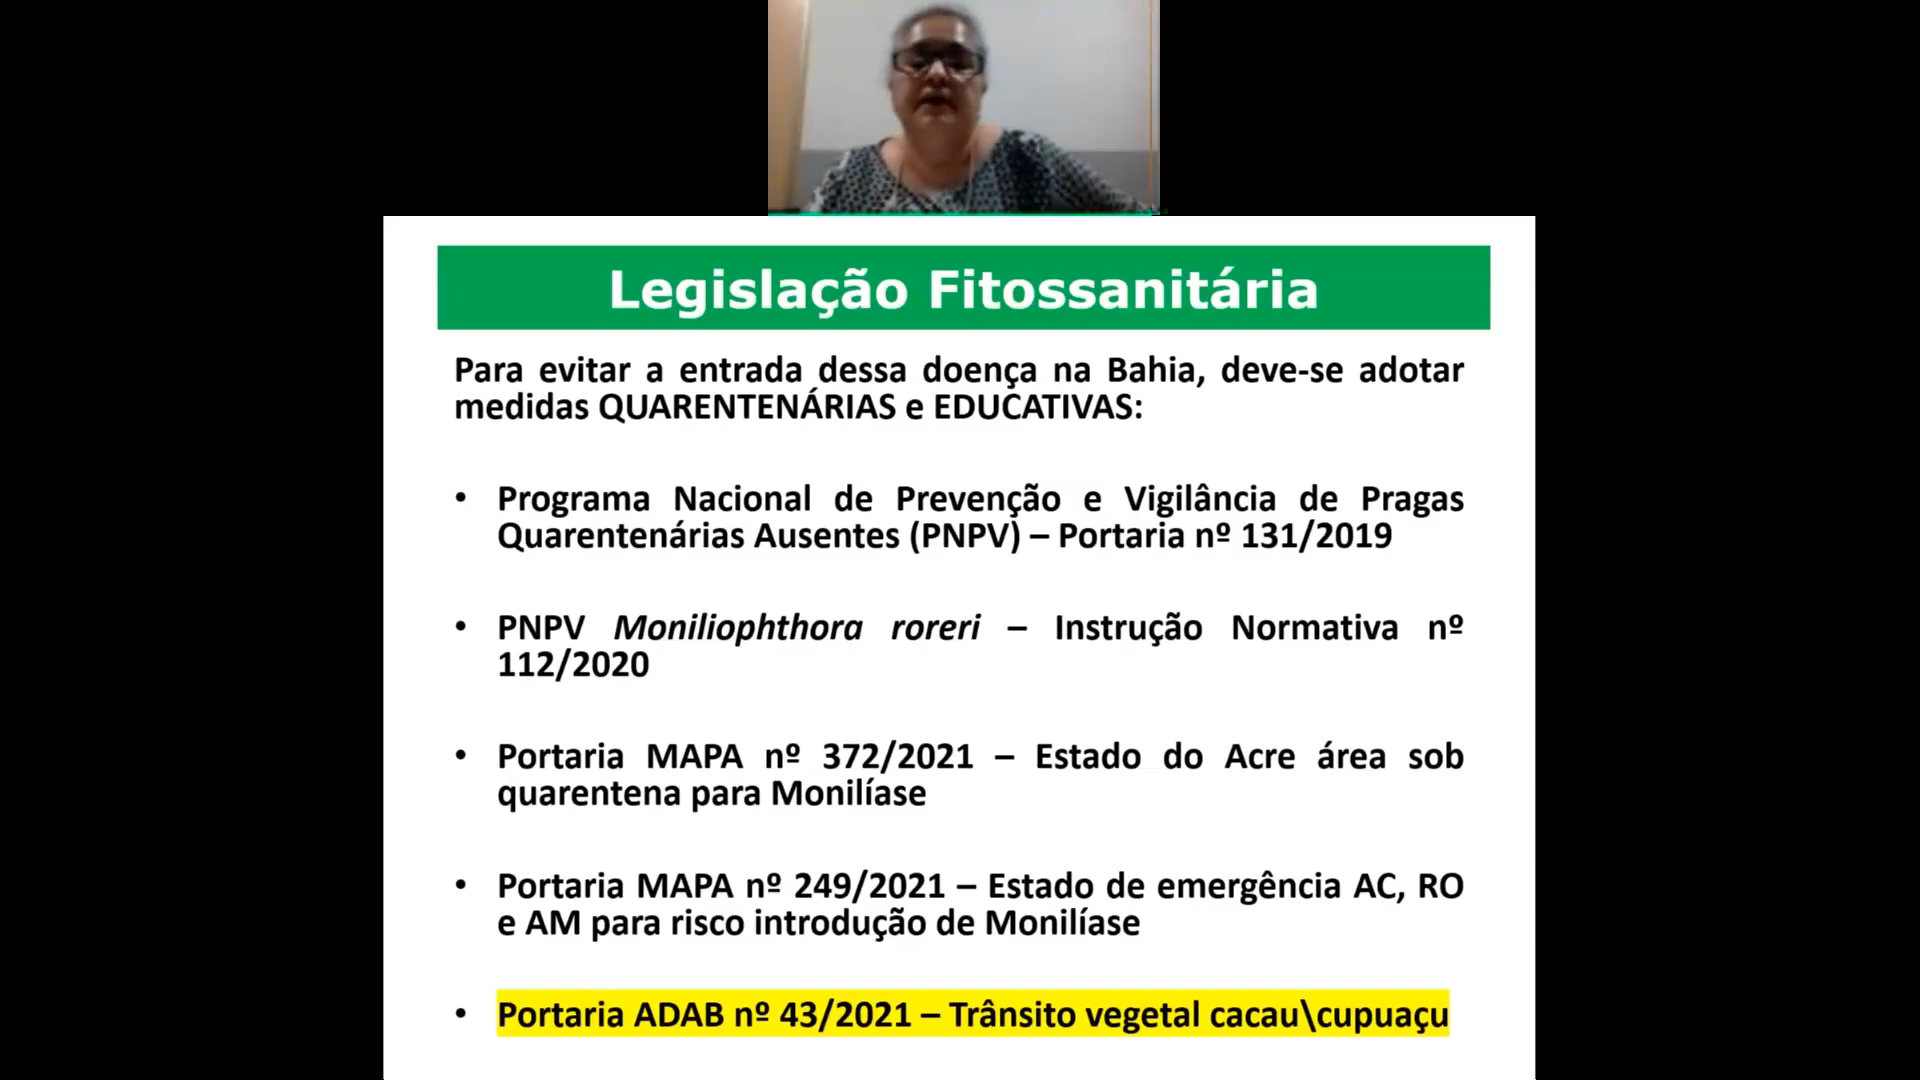 Legislação Fitossanitária
Para evitar a entrada dessa doença na Bahia, deve-se adotar
medidas QUARENTENÁRIAS e EDUCATIVAS:
• Programa Nacional de Prevenção e Vigilância de Pragas
Quarentenárias Ausentes (PNPV) – Portaria nº 131/2019
• PNPV Moniliophthora roreri – Instrução Normativa nº
112/2020
• Portaria MAPA nº 372/2021 – Estado do Acre área sob
quarentena para Monilíase
• Portaria MAPA nº 249/2021 – Estado de emergência AC, RO
e AM para risco introdução de Monilíase
• Portaria ADAB nº 43/2021 – Trânsito vegetal cacau\cupuaçu